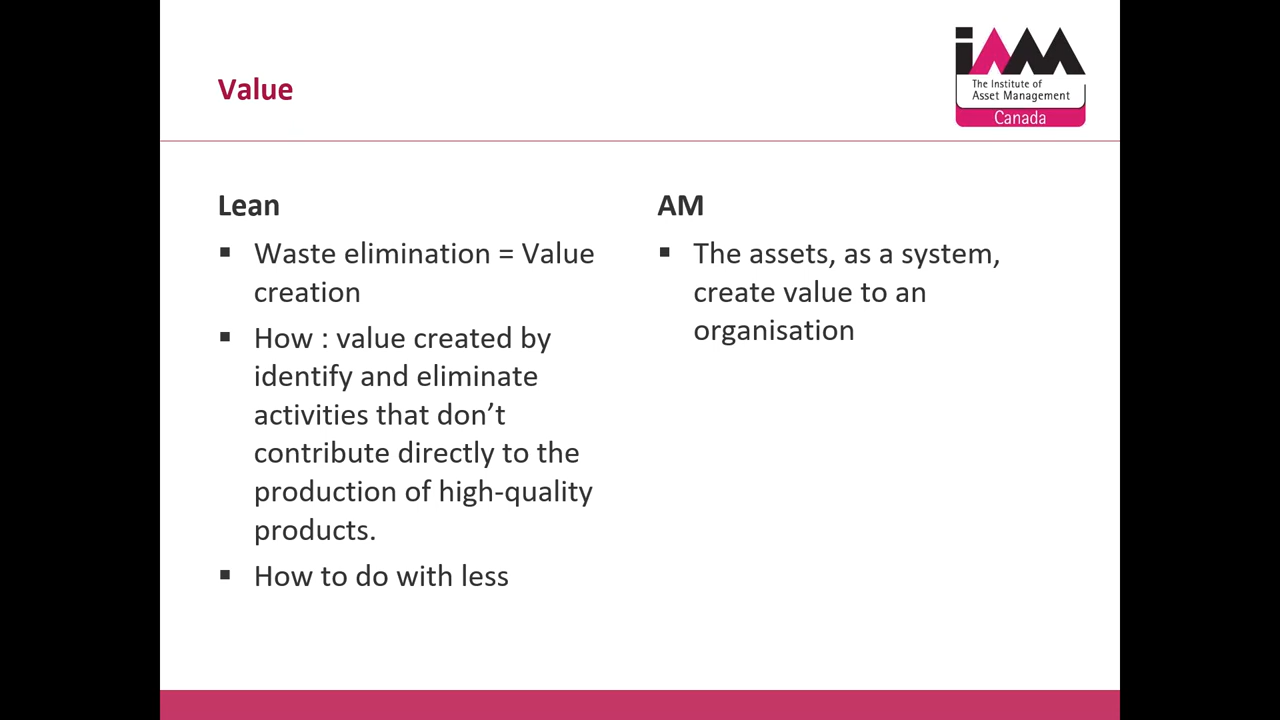 Value
iAM
The Institute of
Asset Management
Canada
Lean
▪ Waste elimination = Value
creation
▪ How : value created by
identify and eliminate
activities that don’t
contribute directly to the
production of high-quality
products.
▪ How to do with less
AM
▪ The assets, as a system,
create value to an
organisation